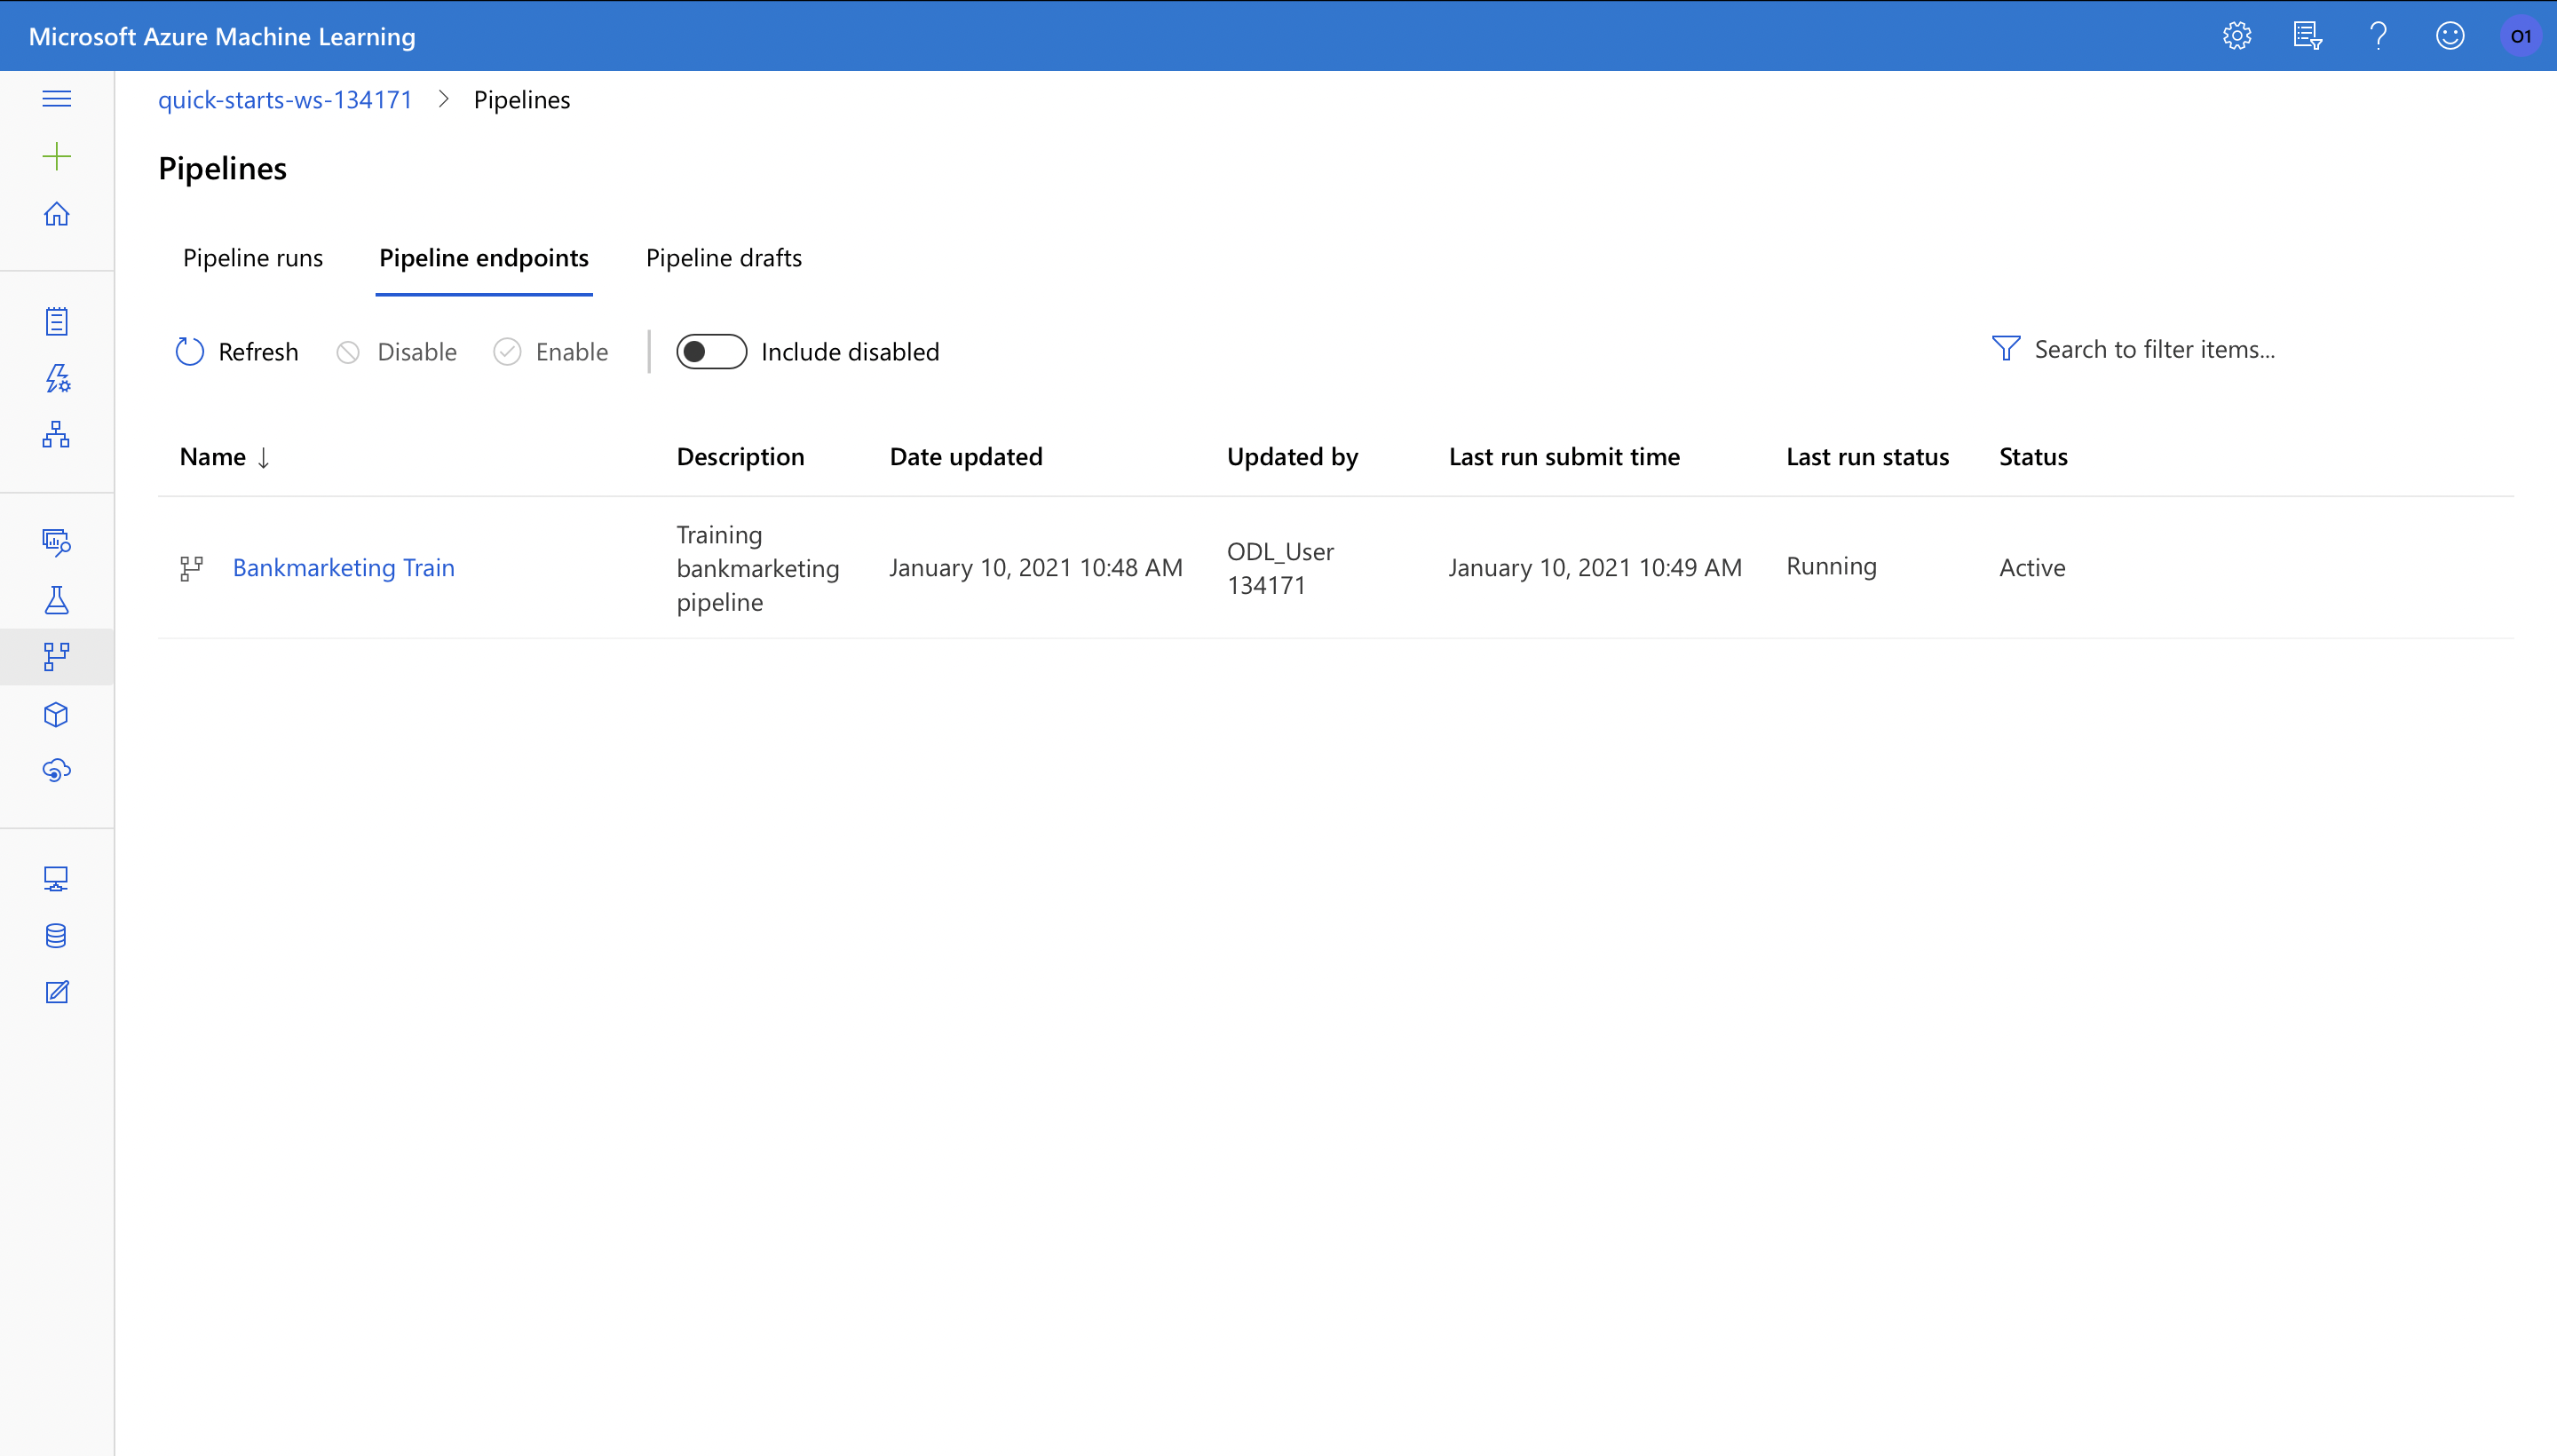 Microsoft Azure Machine Learning
O1
quick-starts-ws-134171 > Pipelines
Pipelines
Pipeline runs
Pipeline endpoints
Pipeline drafts
Refresh
Disable
Enable
Include disabled
Search to filter items...
Name ↓
Description
Date updated
Updated by
Last run submit time
Last run status
Status
Bankmarketing Train
Training
bankmarketing
pipeline
January 10, 2021 10:48 AM
ODL_User
134171
January 10, 2021 10:49 AM
Running
Active